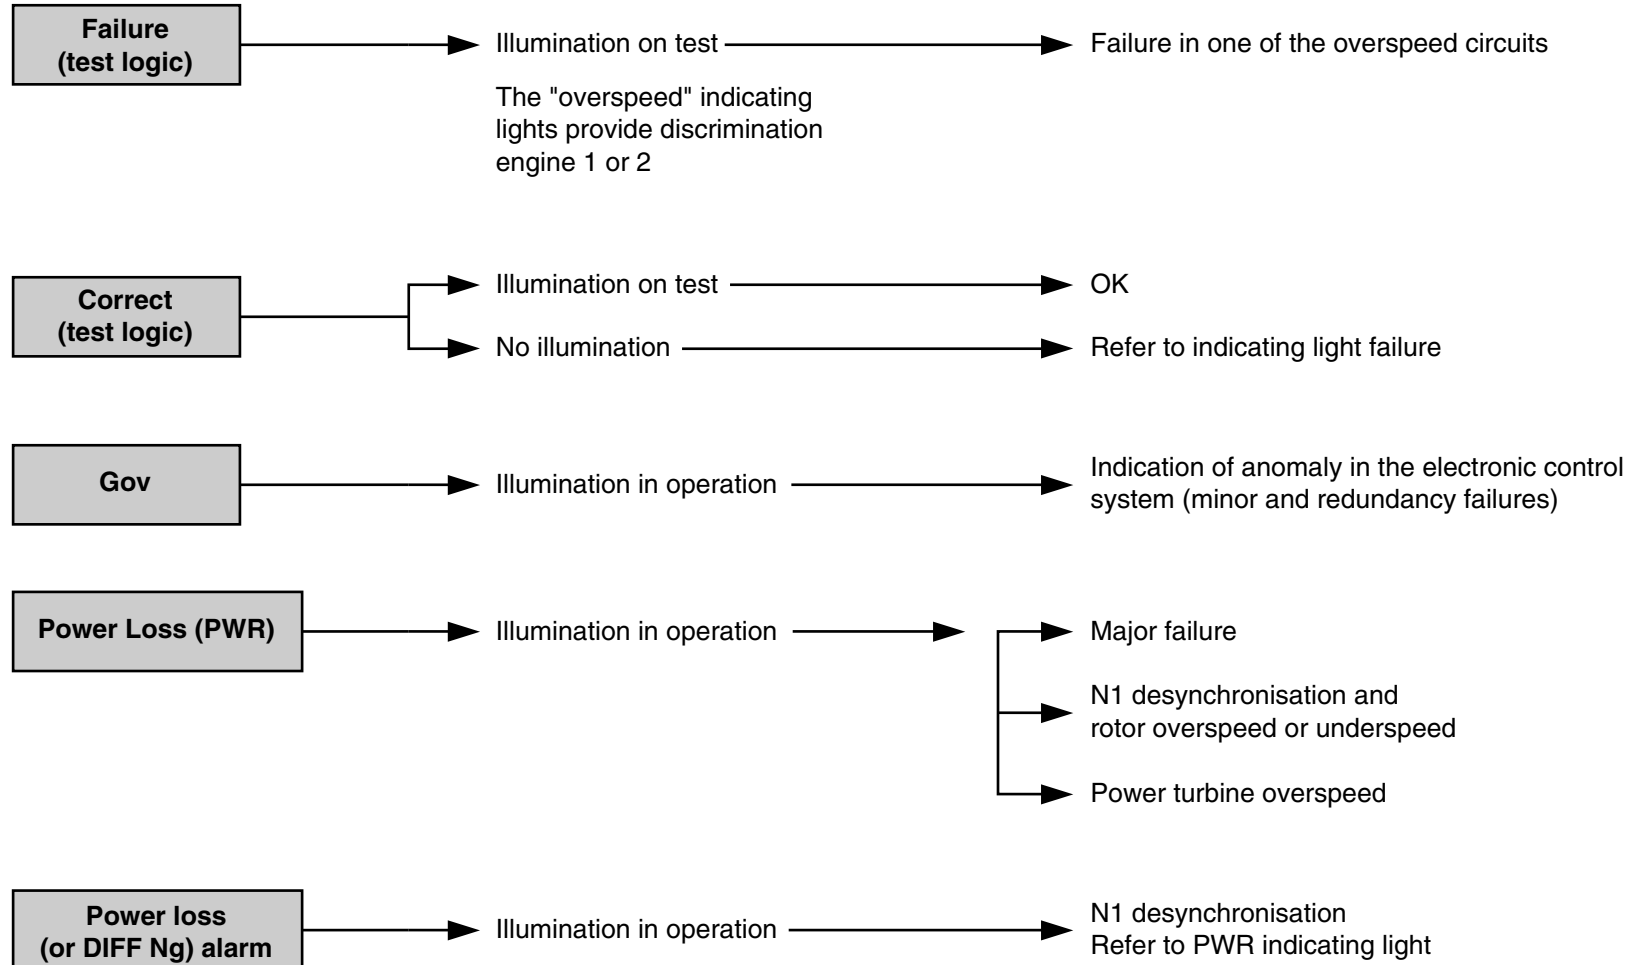 Failure
(test logic)
Illumination on test
Failure in one of the overspeed circuits
The "overspeed" indicating
lights provide discrimination
engine 1 or 2
Correct
(test logic)
Illumination on test
OK
No illumination
Refer to indicating light failure
Gov
Illumination in operation
Indication of anomaly in the electronic control
system (minor and redundancy failures)
Power Loss (PWR)
Illumination in operation
Major failure
N1 desynchronisation and
rotor overspeed or underspeed
Power turbine overspeed
Power loss
(or DIFF Ng) alarm
Illumination in operation
N1 desynchronisation
Refer to PWR indicating light